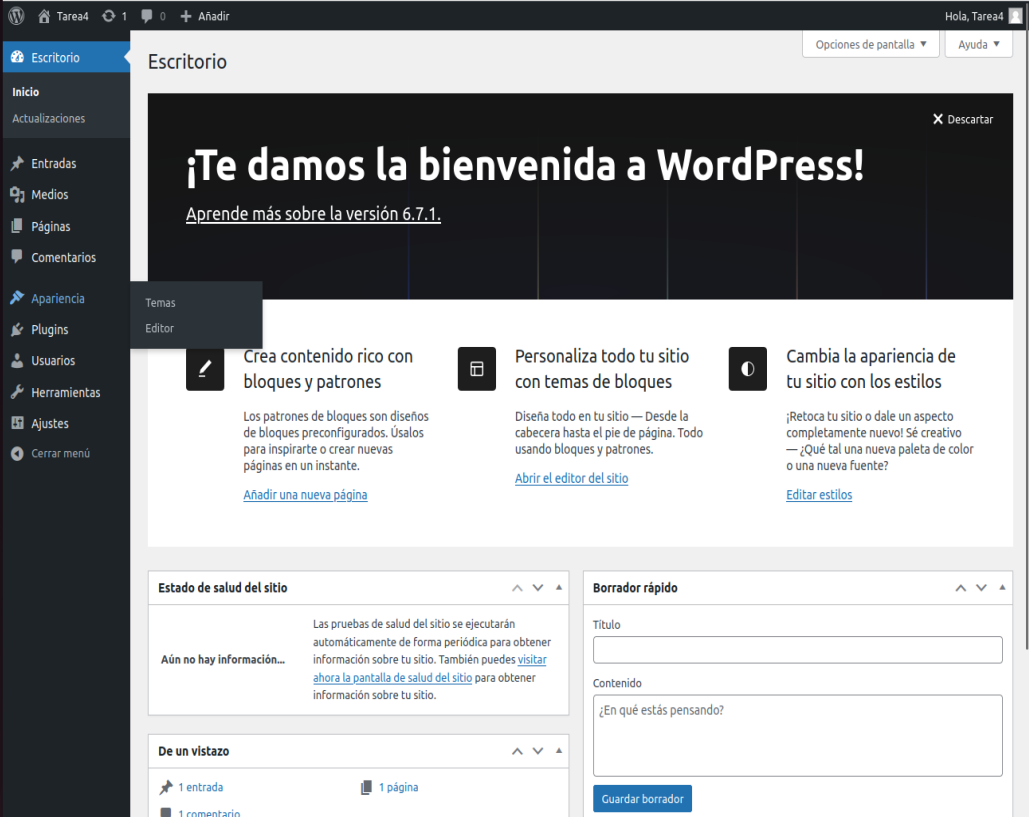 Tarea4 1 0 Añadir Hola, Tarea4
Opciones de pantalla ▼ Ayuda ▼
Escritorio
Inicio
Actualizaciones
Entradas
Medios
Páginas
Comentarios
Apariencia
Temas
Editor
Plugins
Usuarios
Herramientas
Ajustes
Cerrar menú
Escritorio
Descartar
¡Te damos la bienvenida a WordPress!
Aprende más sobre la versión 6.7.1.
Crea contenido rico con
bloques y patrones
Los patrones de bloques son diseños
de bloques preconfigurados. Úsalos
para inspirarte o crear nuevas
páginas en un instante.
Añadir una nueva página
Personaliza todo tu sitio
con temas de bloques
Diseña todo en tu sitio — Desde la
cabecera hasta el pie de página. Todo
usando bloques y patrones.
Abrir el editor del sitio
Cambia la apariencia de
tu sitio con los estilos
¡Retoca tu sitio o dale un aspecto
completamente nuevo! Sé creativo
— ¿Qué tal una nueva paleta de color
o una nueva fuente?
Editar estilos
Estado de salud del sitio
Aún no hay información...
Las pruebas de salud del sitio se ejecutarán
automáticamente de forma periódica para obtener
información sobre tu sitio. También puedes visitar
ahora la pantalla de salud del sitio para obtener
información sobre tu sitio.
De un vistazo
1 entrada
1 página
1 comentario
Borrador rápido
Título
Contenido
¿En qué estás pensando?
Guardar borrador